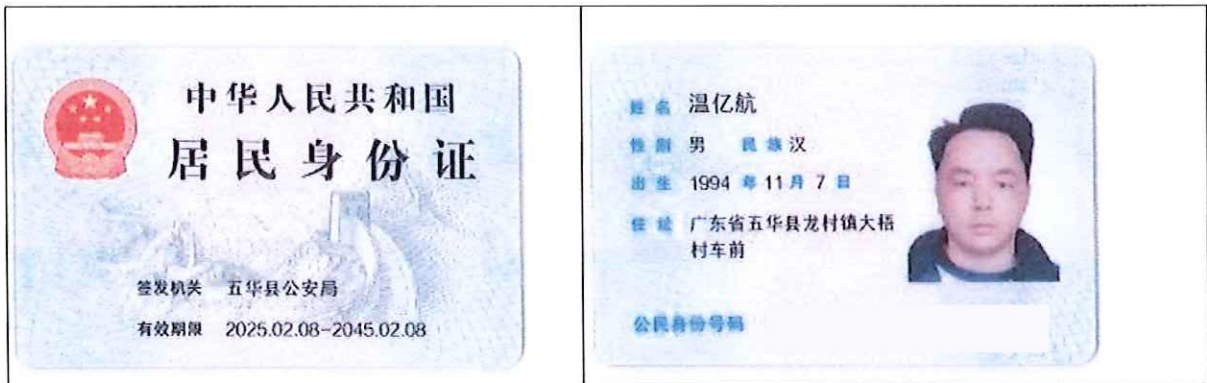 中华人民共和国
居民身份证
签发机关 五华县公安局
有效期限 2025.02.08-2045.02.08
姓名 温亿航
性别 男 民族 汉
出生 1994 年 11 月 7 日
住址 广东省五华县龙村镇大梧
村车前
公民身份号码